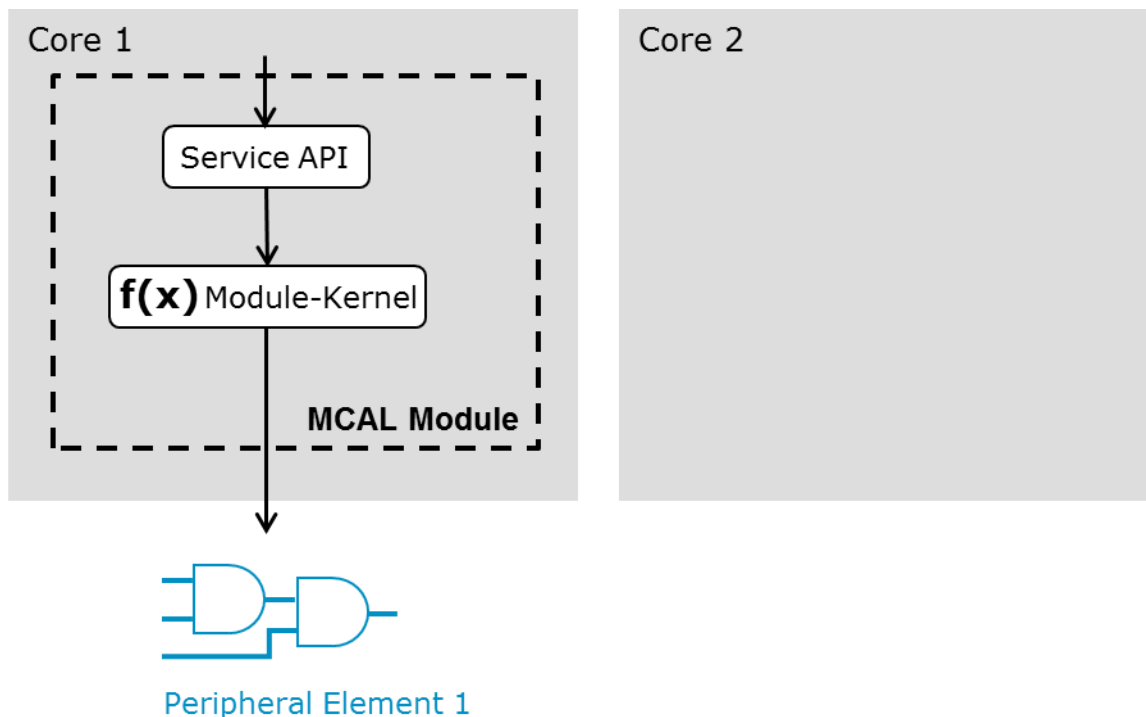 Core 1
Core 2
Service API
f(x) Module-Kernel
MCAL Module
Peripheral Element 1